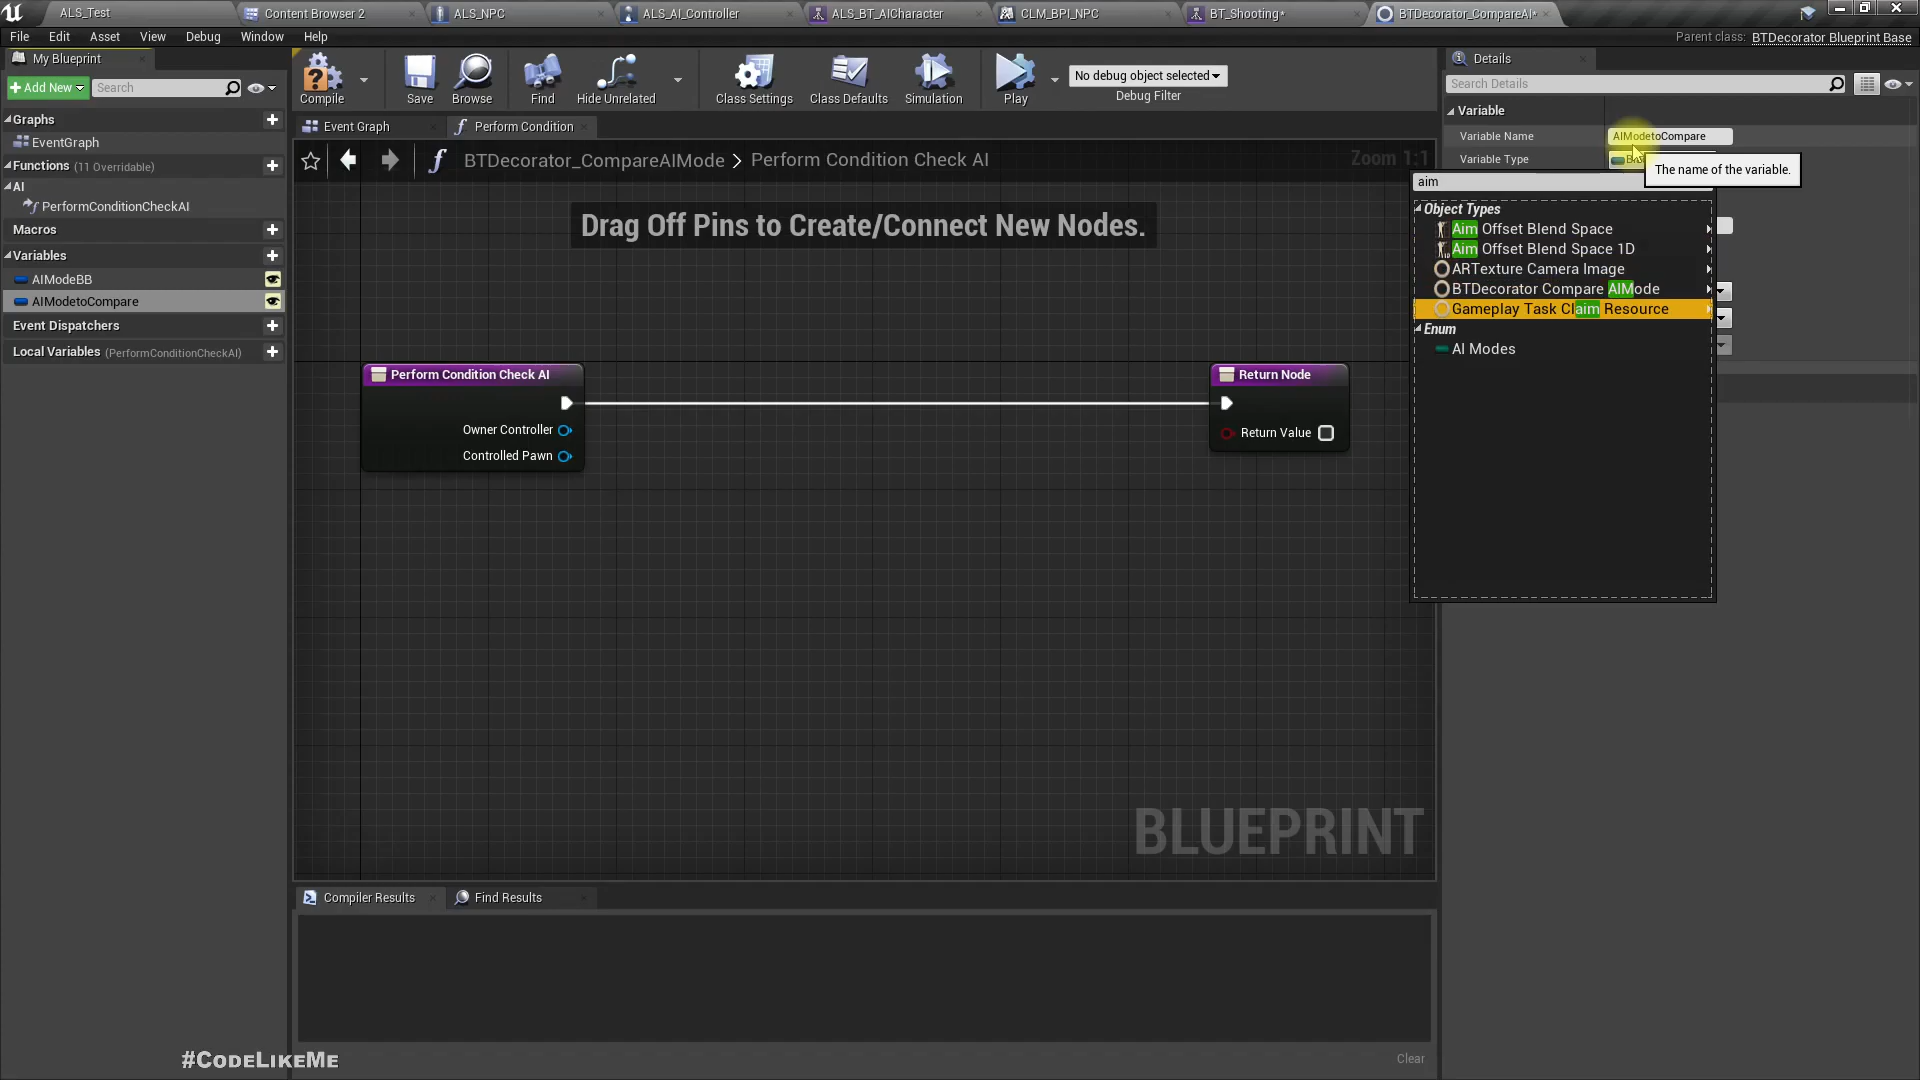 ALS_Test
Content Browser 2
ALS_NPC
ALS_AI_Controller
ALS_BT_AICharacter
CLM_BPI_NPC
BT_Shooting*
BTDecorator_CompareAI*
File Edit Asset View Debug Window Help
Parent class: BTDecorator Blueprint Base
My Blueprint
Add New
Search
Graphs
EventGraph
Functions (11 Overridable)
AI
PerformConditionCheckAI
Macros
Variables
AIModeBB
AIModetoCompare
Event Dispatchers
Local Variables (PerformConditionCheckAI)
Compile
Save
Browse
Find
Hide Unrelated
Class Settings
Class Defaults
Simulation
Play
No debug object selected
Debug Filter
Event Graph
Perform Condition
BTDecorator_CompareAIMode > Perform Condition Check AI
Zoom 1:1
Drag Off Pins to Create/Connect New Nodes.
Perform Condition Check AI
Owner Controller
Controlled Pawn
Return Node
Return Value
BLUEPRINT
Compiler Results
Find Results
Clear
#CodeLikeMe
Details
Search Details
Variable
Variable Name
AIModetoCompare
Variable Type
The name of the variable.
aim
Object Types
Aim Offset Blend Space
Aim Offset Blend Space 1D
ARTexture Camera Image
BTDecorator Compare AIMode
Gameplay Task Claim Resource
Enum
AI Modes